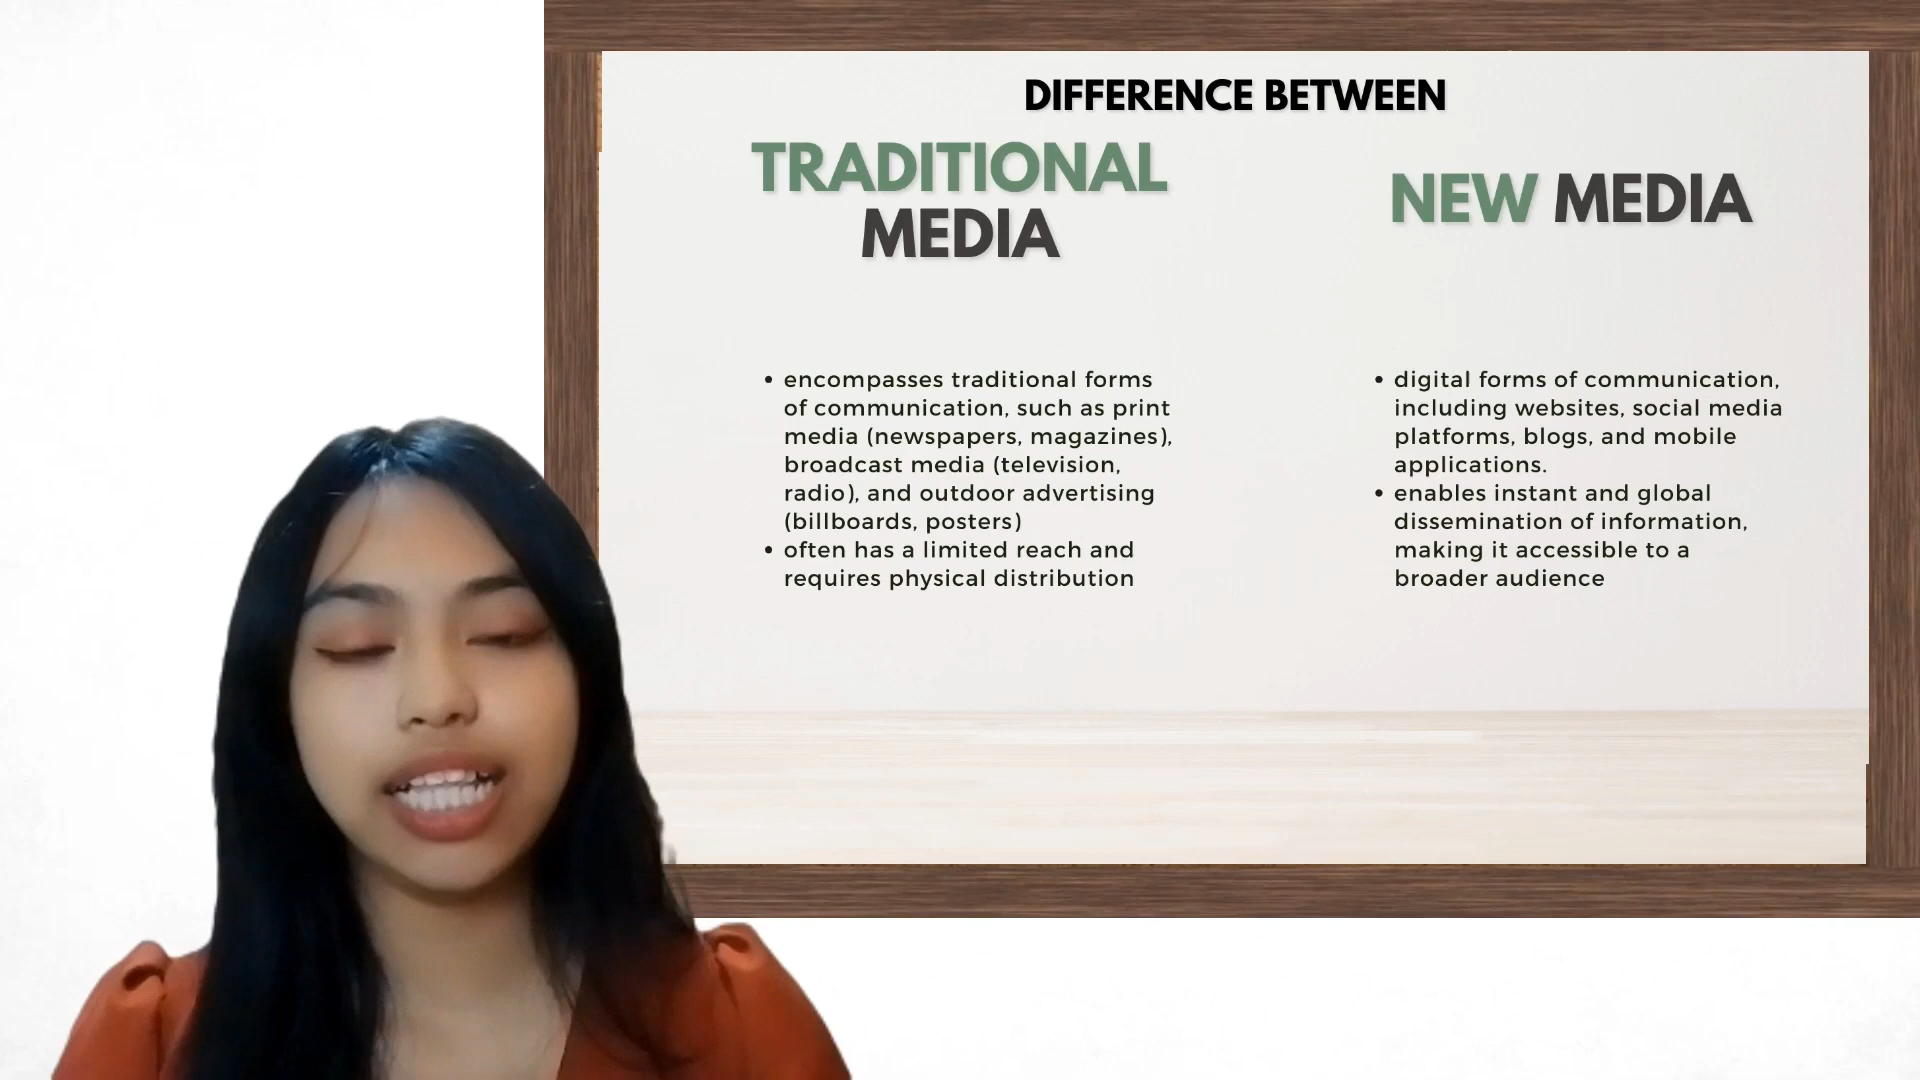 DIFFERENCE BETWEEN
TRADITIONAL
MEDIA
• encompasses traditional forms
of communication, such as print
media (newspapers, magazines),
broadcast media (television,
radio), and outdoor advertising
(billboards, posters)
• often has a limited reach and
requires physical distribution
NEW MEDIA
• digital forms of communication,
including websites, social media
platforms, blogs, and mobile
applications.
• enables instant and global
dissemination of information,
making it accessible to a
broader audience